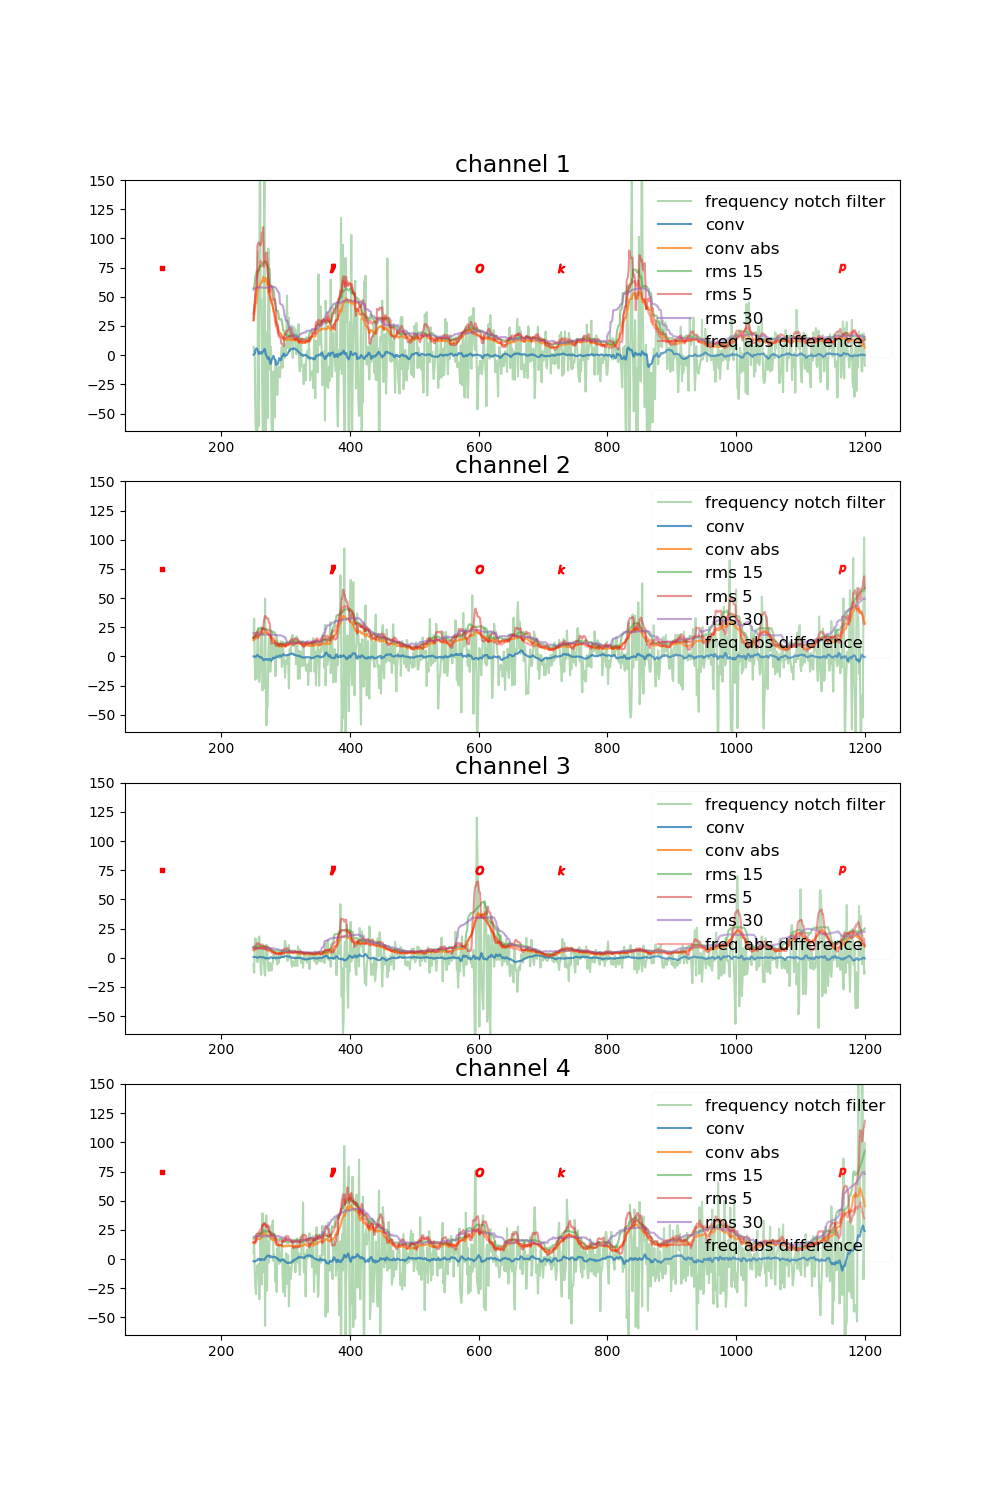 channel 1
150
125
100
75
50
25
0
−25
−50
. , o k p
frequency notch filter
conv
conv abs
rms 15
rms 5
rms 30
freq abs difference
200 400 600 800 1000 1200
channel 2
150
125
100
75
50
25
0
−25
−50
. , o k p
frequency notch filter
conv
conv abs
rms 15
rms 5
rms 30
freq abs difference
200 400 600 800 1000 1200
channel 3
150
125
100
75
50
25
0
−25
−50
. , o k p
frequency notch filter
conv
conv abs
rms 15
rms 5
rms 30
freq abs difference
200 400 600 800 1000 1200
channel 4
150
125
100
75
50
25
0
−25
−50
. , o k p
frequency notch filter
conv
conv abs
rms 15
rms 5
rms 30
freq abs difference
200 400 600 800 1000 1200